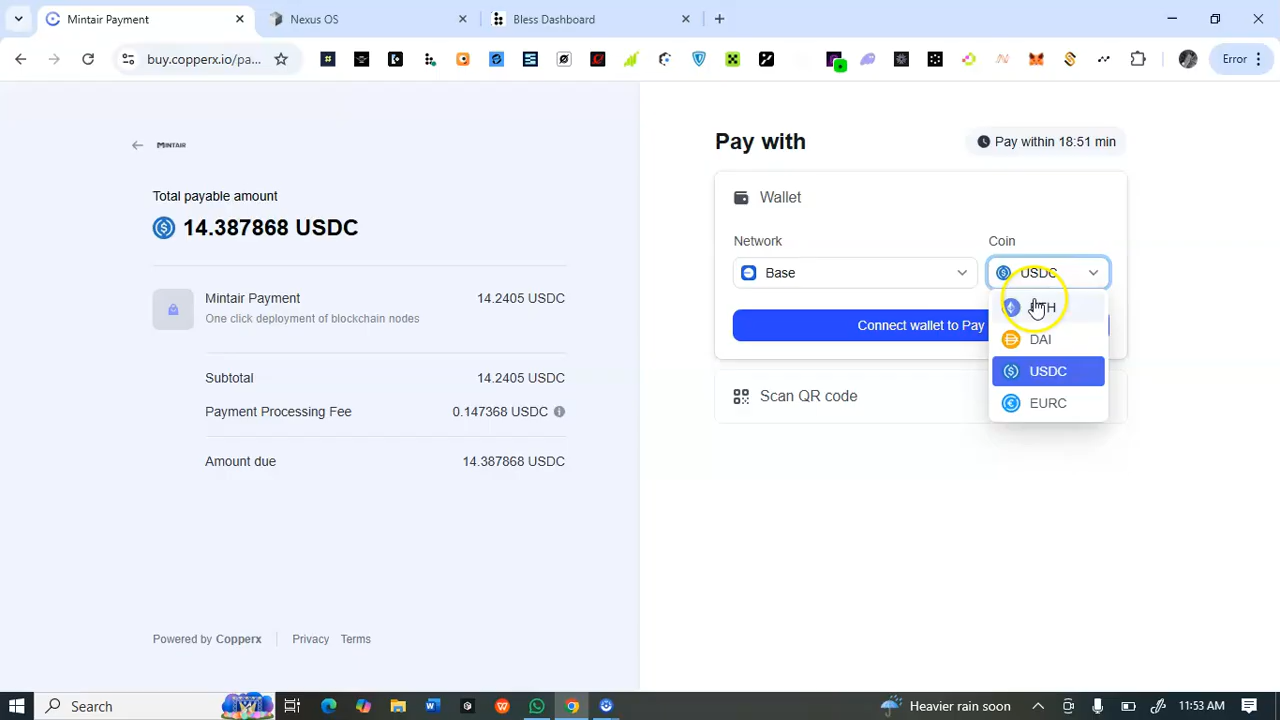 Mintair Payment
Nexus OS
Bless Dashboard
buy.copperx.io/pa...
Error
MINTAIR
Total payable amount
14.387868 USDC
Mintair Payment 14.2405 USDC
One click deployment of blockchain nodes
Subtotal 14.2405 USDC
Payment Processing Fee 0.147368 USDC
Amount due 14.387868 USDC
Powered by Copperx Privacy Terms
Pay with
Pay within 18:51 min
Wallet
Network Coin
Base USDC
Connect wallet to Pay
DAI
USDC
EURC
Scan QR code
Search
Heavier rain soon
11:53 AM